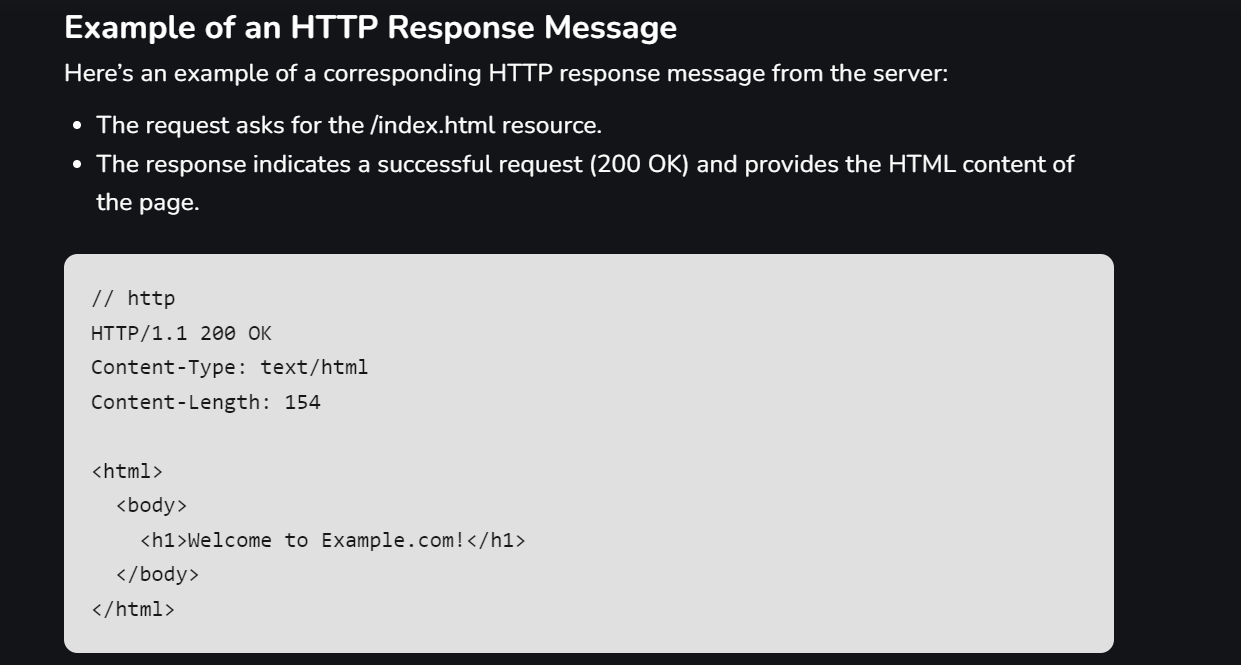 Example of an HTTP Response Message
Here’s an example of a corresponding HTTP response message from the server:
• The request asks for the /index.html resource.
• The response indicates a successful request (200 OK) and provides the HTML content of
the page.
// http
HTTP/1.1 200 OK
Content-Type: text/html
Content-Length: 154

<html>
  <body>
    <h1>Welcome to Example.com!</h1>
  </body>
</html>